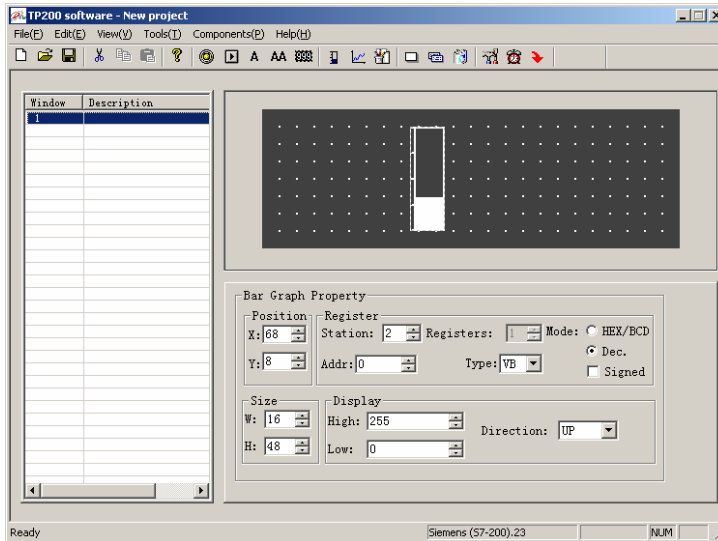 TP200 software - New project
File(F) Edit(E) View(V) Tools(T) Components(P) Help(H)
A AA
Window Description
1
Bar Graph Property
Position Register
X: 68 Station: 2 Registers: 1 Mode: HEX/BCD
Dec.
Y: 8 Addr: 0 Type: VB
Signed
Size Display
W: 16 High: 255
Direction: UP
H: 48 Low: 0
Ready Siemens (S7-200).23 NUM